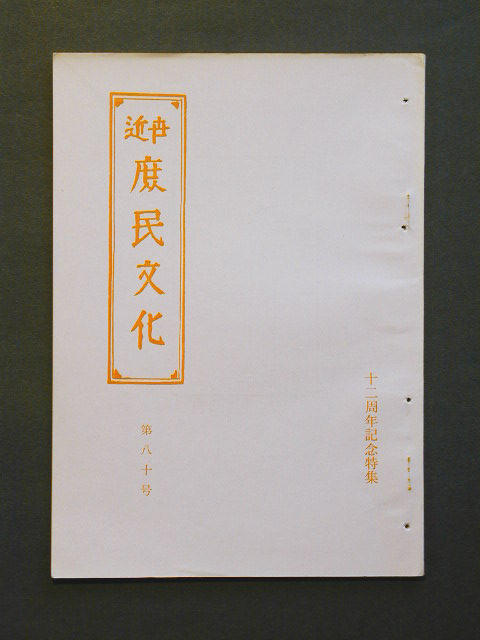 近世
庶民文化
第八十号
十二周年記念特集